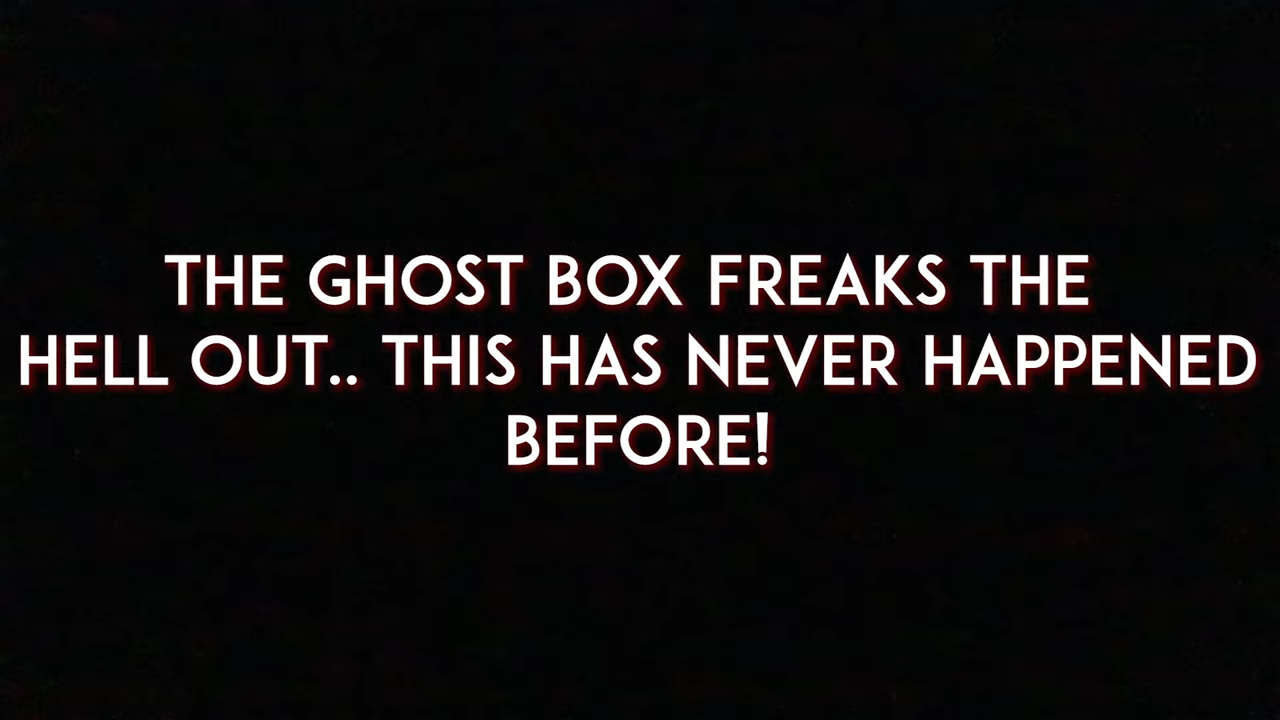 THE GHOST BOX FREAKS THE
HELL OUT.. THIS HAS NEVER HAPPENED
BEFORE!